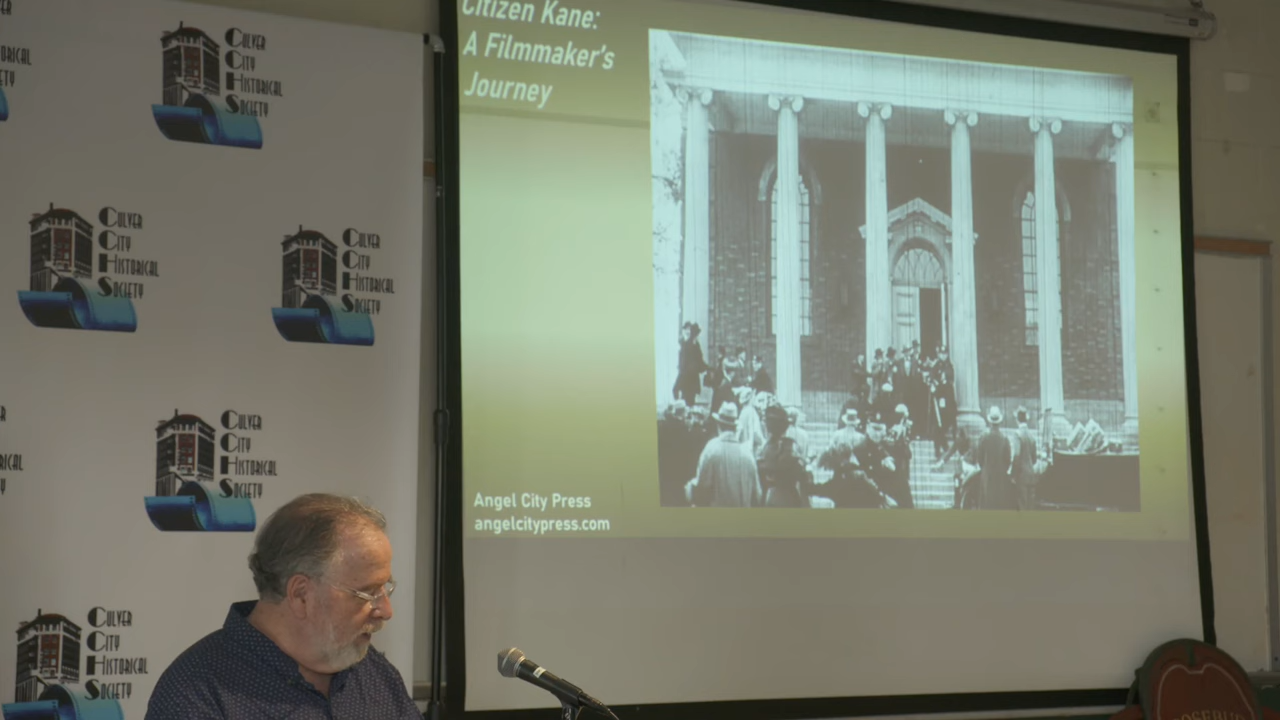 CULVER
CITY
HISTORICAL
SOCIETY
CULVER
CITY
HISTORICAL
SOCIETY
CULVER
CITY
HISTORICAL
SOCIETY
CULVER
CITY
HISTORICAL
SOCIETY
CULVER
CITY
HISTORICAL
SOCIETY
Citizen Kane:
A Filmmaker's
Journey
Angel City Press
angelcitypress.com